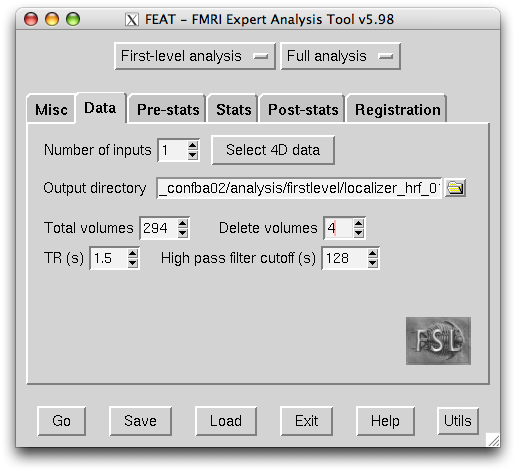 FEAT - FMRI Expert Analysis Tool v5.98
First-level analysis Full analysis
Misc Data Pre-stats Stats Post-stats Registration
Number of inputs 1 Select 4D data
Output directory _confba02/analysis/firstlevel/localizer_hrf_01
Total volumes 294 Delete volumes 4
TR (s) 1.5 High pass filter cutoff (s) 128
FSL
Go Save Load Exit Help Utils